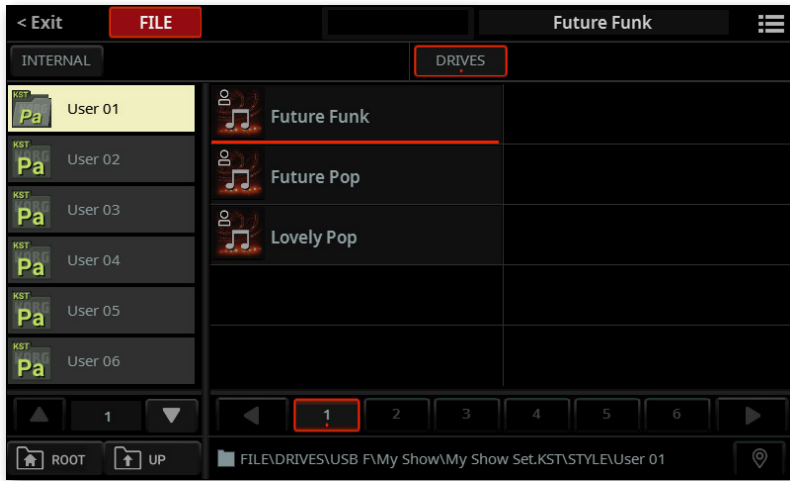 < Exit FILE Future Funk
INTERNAL DRIVES
KST Pa User 01
KST Pa User 02
KST Pa User 03
KST Pa User 04
KST Pa User 05
KST Pa User 06
Future Funk
Future Pop
Lovely Pop
1
1 2 3 4 5 6
ROOT UP
FILE\DRIVES\USB F\My Show\My Show Set.KST\STYLE\User 01